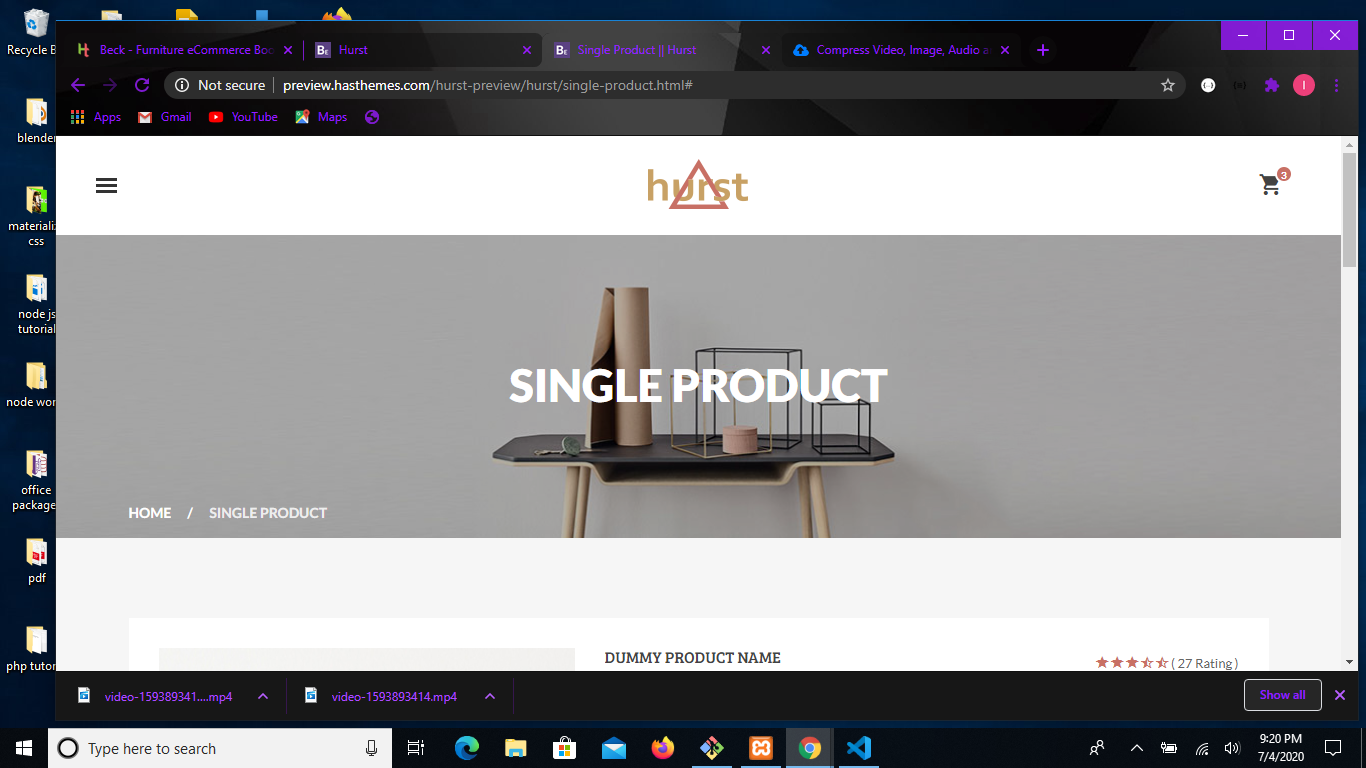 Recycle B
blender
materializ
css
node js
tutorial
node wor
office
package
pdf
php tutor
Beck - Furniture eCommerce Boo
Hurst
Single Product || Hurst
Compress Video, Image, Audio a
Not secure
preview.hasthemes.com/hurst-preview/hurst/single-product.html#
I
Apps
Gmail
YouTube
Maps
hurst
3
SINGLE PRODUCT
HOME / SINGLE PRODUCT
DUMMY PRODUCT NAME
( 27 Rating )
video-159389341....mp4
video-1593893414.mp4
Show all
Type here to search
9:20 PM
7/4/2020